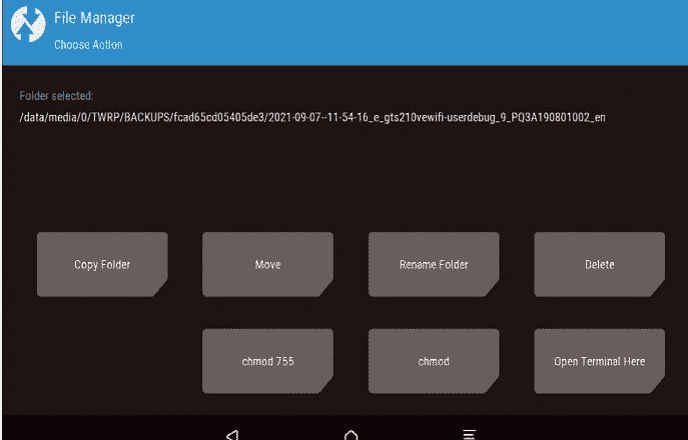 File Manager
Choose Action
Folder selected:
/data/media/0/TWRP/BACKUPS/fcad65cd05405de3/2021-09-07--11-54-16_e_gts210vewifi-userdebug_9_PQ3A190801002_en
Copy Folder
Move
Rename Folder
Delete
chmod 755
chmod
Open Terminal Here